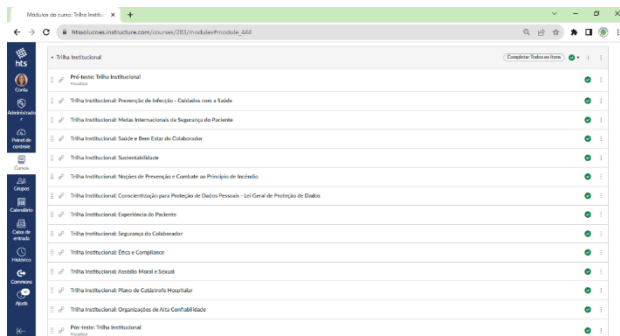 Módulos do curso: Trilha Institu
htssolucoes.instructure.com/courses/283/modules#module_444
hts
Conta
Administrado
r
Painel de
controle
Cursos
Grupos
Calendário
Caixa de
entrada
Histórico
Commons
Ajuda
Trilha Institucional
Completar Todos os itens
Pré-teste: Trilha Institucional
Visualizar
Trilha Institucional: Prevenção de Infecção - Cuidados com a Saúde
Trilha Institucional: Metas Internacionais de Segurança do Paciente
Trilha Institucional: Saúde e Bem Estar do Colaborador
Trilha Institucional: Sustentabilidade
Trilha Institucional: Noções de Prevenção e Combate ao Princípio de Incêndio
Trilha Institucional: Conscientização para Proteção de Dados Pessoais - Lei Geral de Proteção de Dados
Trilha Institucional: Experiência do Paciente
Trilha Institucional: Segurança do Colaborador
Trilha Institucional: Ética e Compliance
Trilha Institucional: Assédio Moral e Sexual
Trilha Institucional: Plano de Catástrofe Hospitalar
Trilha Institucional: Organizações de Alta Confiabilidade
Pós-teste: Trilha Institucional
Visualizar